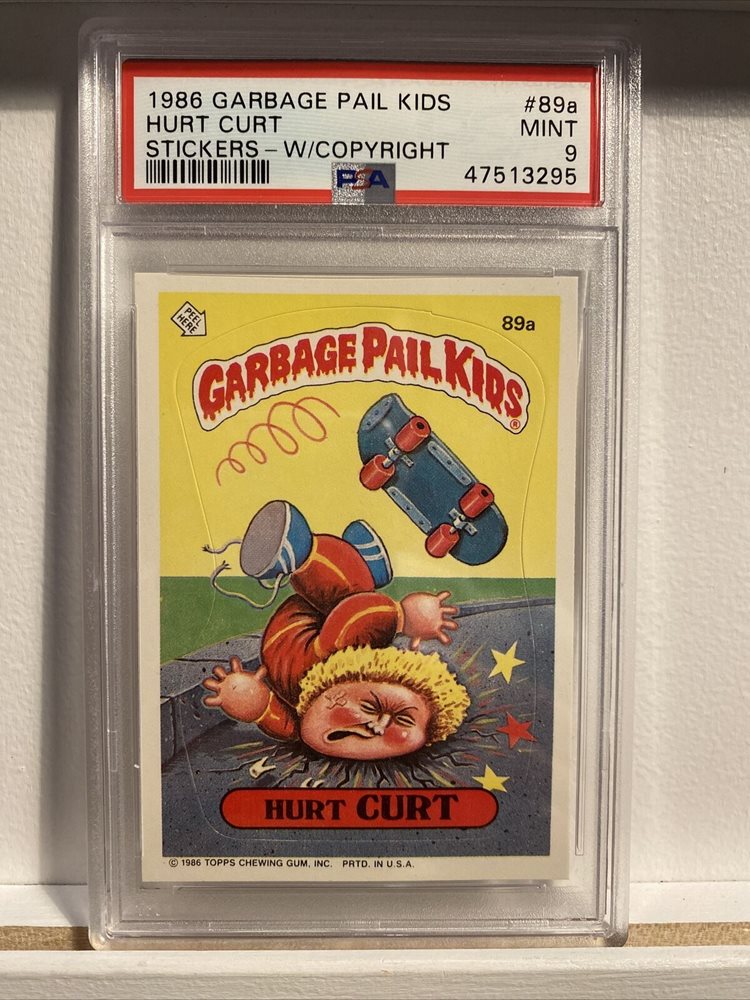 1986 GARBAGE PAIL KIDS #89a
HURT CURT MINT
STICKERS - W/COPYRIGHT 9
PSA 47513295
PEEL
HERE
89a
GARBAGE PAIL KIDS
®
HURT CURT
© 1986 TOPPS CHEWING GUM, INC. PRTD. IN U.S.A.